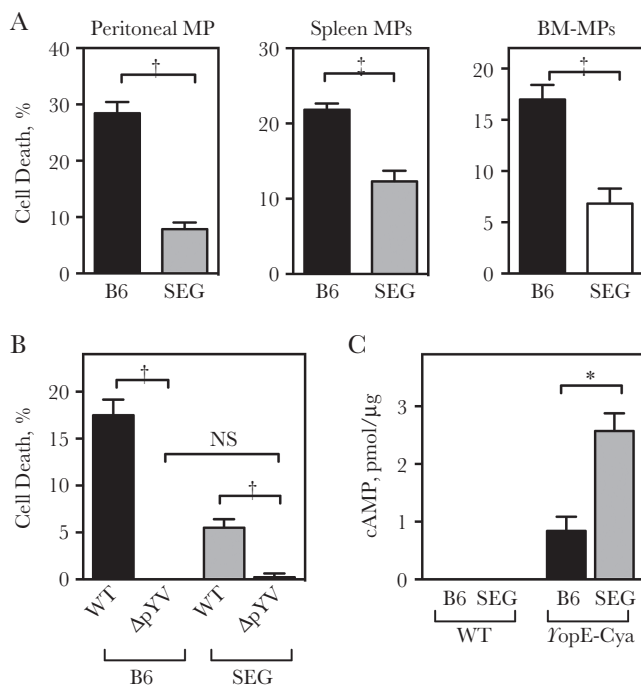 A
Peritoneal MP
Spleen MPs
BM-MPs
Cell Death, %
40
30
20
10
0
†
B6 SEG
30
20
10
0
‡
B6 SEG
20
15
10
5
0
†
B6 SEG
B
Cell Death, %
20
15
10
5
0
†
NS
†
WT ΔpYV WT ΔpYV
B6 SEG
C
cAMP, pmol/µg
3
2
1
0
*
B6 SEG B6 SEG
WT YopE-Cya